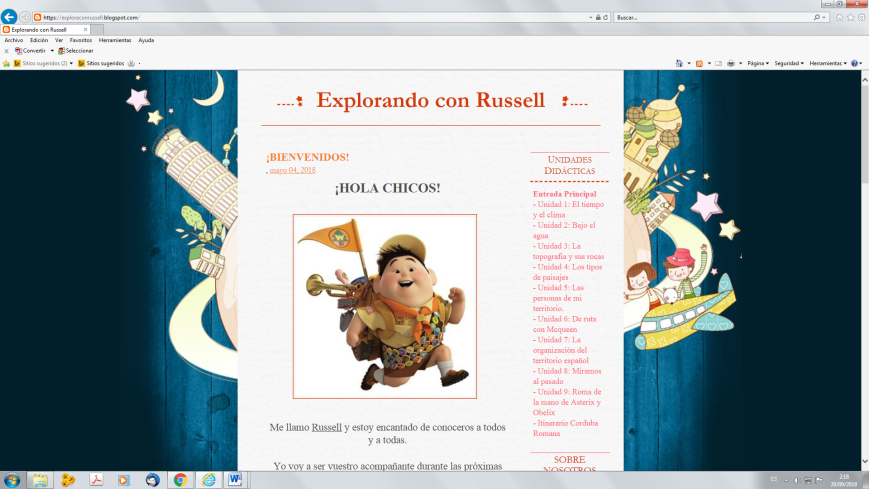 https://exploraconrussell.blogspot.com/
Buscar...
Explorando con Russell
Archivo Edición Ver Favoritos Herramientas Ayuda
Convertir Seleccionar
Sitios sugeridos (2) Sitios sugeridos
Página Seguridad Herramientas
Explorando con Russell
¡BIENVENIDOS!
, mayo 04, 2018
¡HOLA CHICOS!
Me llamo Russell y estoy encantado de conoceros a todos
y a todas.
Yo voy a ser vuestro acompañante durante las próximas
UNIDADES
DIDÁCTICAS
Entrada Principal
- Unidad 1: El tiempo
y el clima
- Unidad 2: Bajo el
agua
- Unidad 3: La
topografía y sus rocas
- Unidad 4: Los tipos
de paisajes
- Unidad 5: Las
personas de mi
territorio.
- Unidad 6: De ruta
con Mcqueen
- Unidad 7: La
organización del
territorio español
- Unidad 8: Miramos
al pasado
- Unidad 9: Roma de
la mano de Asterix y
Obelix
- Itinerario Corduba
Romana
SOBRE
NOSOTROS
ES
2:18
20/09/2018